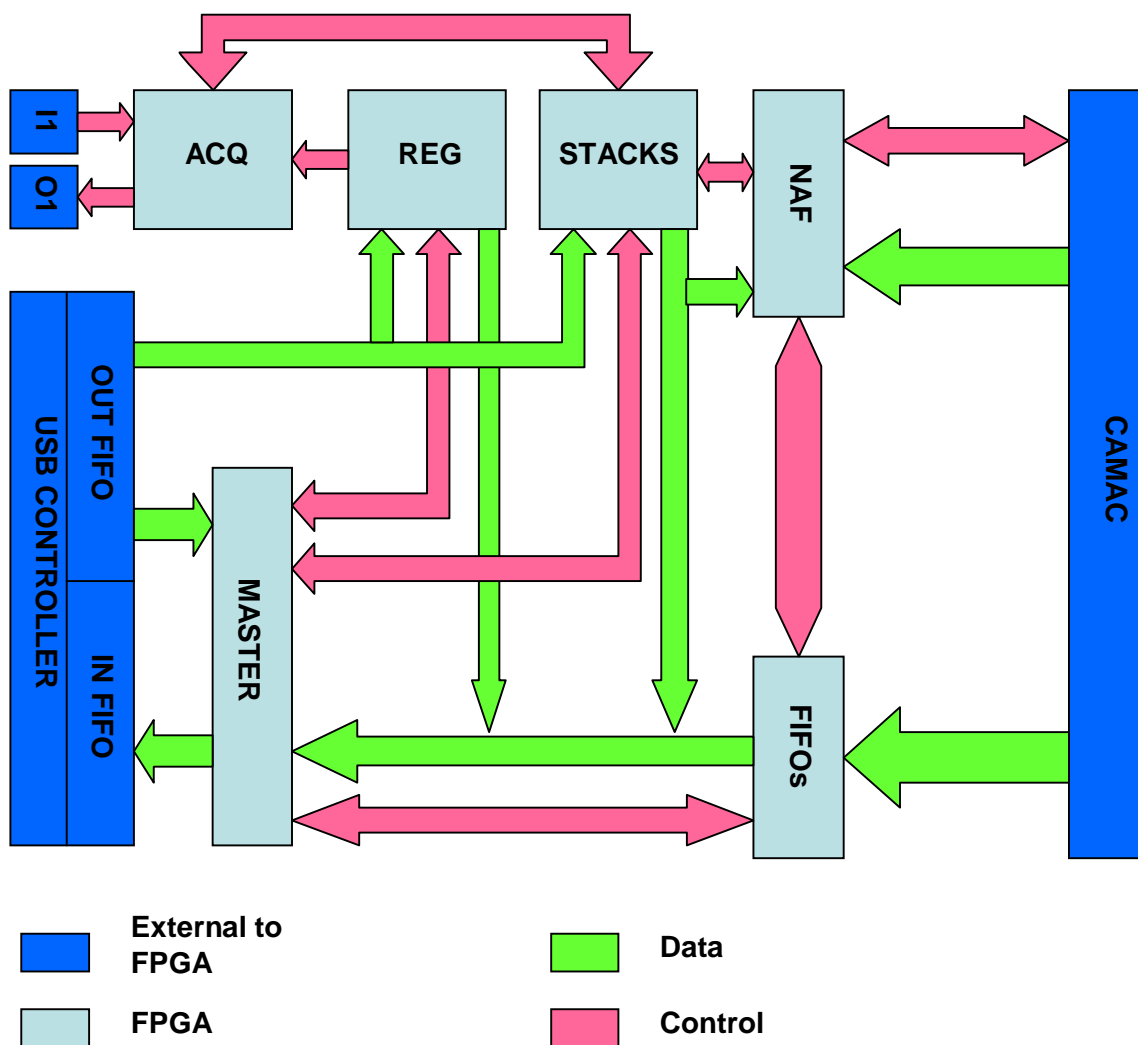 I1
O1
ACQ
REG
STACKS
NAF
CAMAC
USB CONTROLLER
OUT FIFO
IN FIFO
MASTER
FIFOs
External to
FPGA
Data
FPGA
Control